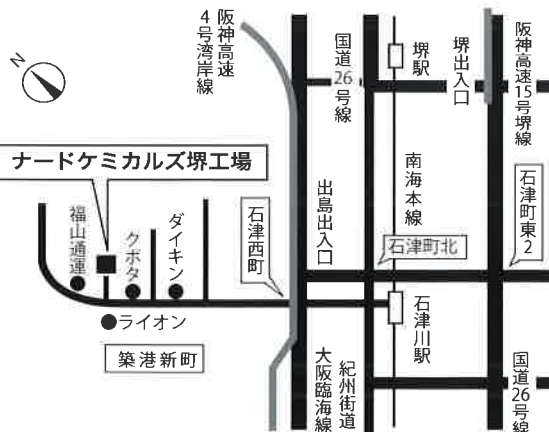 N
阪神高速
4号湾岸線
国道26号線
堺駅
堺出入口
阪神高速15号堺線
ナードケミカルズ堺工場
福山通運
クボタ
ダイキン
石津西町
出島出入口
南海本線
石津町北
石津町東2
ライオン
築港新町
大阪臨海線
紀州街道
石津川駅
国道26号線